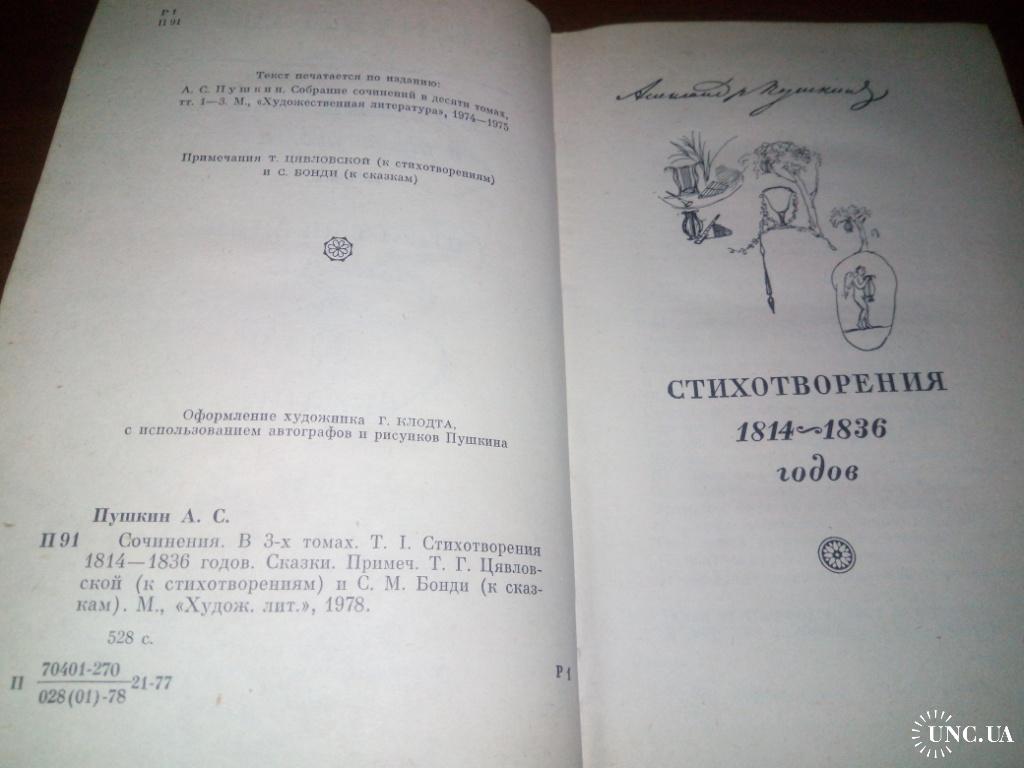 Р 1
П 91
Текст печатается по изданию:
А. С. Пушкин. Собрание сочинений в десяти томах,
тт. 1—3. М., «Художественная литература», 1974—1975
Примечания Т. ЦЯВЛОВСКОЙ (к стихотворениям)
и С. БОНДИ (к сказкам)
Оформление художника Г. КЛОДТА,
с использованием автографов и рисунков Пушкина
Пушкин А. С.
П 91 Сочинения. В 3-х томах. Т. I. Стихотворения
1814—1836 годов. Сказки. Примеч. Т. Г. Цявлов-
ской (к стихотворениям) и С. М. Бонди (к сказ-
кам). М., «Худож. лит.», 1978.
528 с.
70401-270
П 21-77
028(01)-78
Р 1
Александр Пушкин
СТИХОТВОРЕНИЯ
1814~1836
годов
UNC.UA